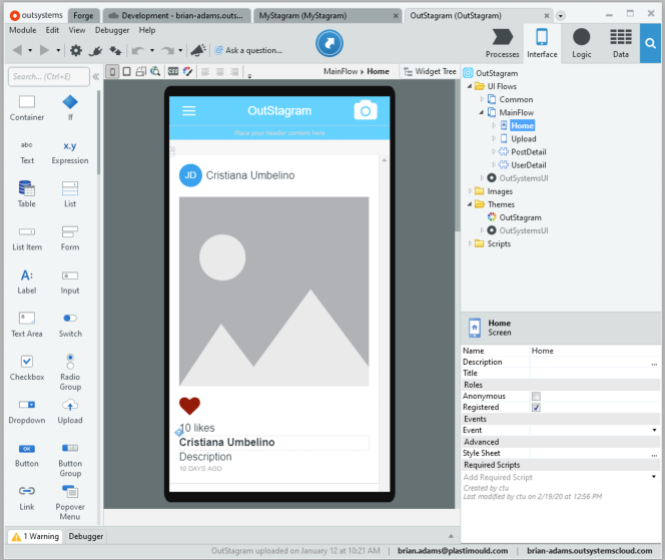 outsystems Forge Development - brian-adams.outs... MyStagram (MyStagram) OutStagram (OutStagram)
Module Edit View Debugger Help
Ask a question...
Processes Interface Logic Data
Search... (Ctrl+E)
MainFlow Home Widget Tree
Container If
abc x.y
Text Expression
Table List
List Item Form
A:
Label Input
Text Area Switch
Checkbox Radio Group
Dropdown Upload
OK
Button Button Group
Link Popover Menu
OutStagram
Place your header content here
JD Cristiana Umbelino
10 likes
Cristiana Umbelino
Description
10 DAYS AGO
OutStagram
UI Flows
Common
MainFlow
Home
Upload
PostDetail
UserDetail
OutSystemsUI
Images
Themes
OutStagram
OutSystemsUI
Scripts
Home
Screen
Name Home
Description ...
Title
Roles
Anonymous
Registered
Events
Event
Advanced
Style Sheet ...
Required Scripts
Add Required Script
Created by ctu
Last modified by ctu on 2/19/20 at 12:56 PM
1 Warning Debugger
OutStagram uploaded on January 12 at 10:21 AM | brian.adams@plastimould.com | brian-adams.outsystemscloud.com